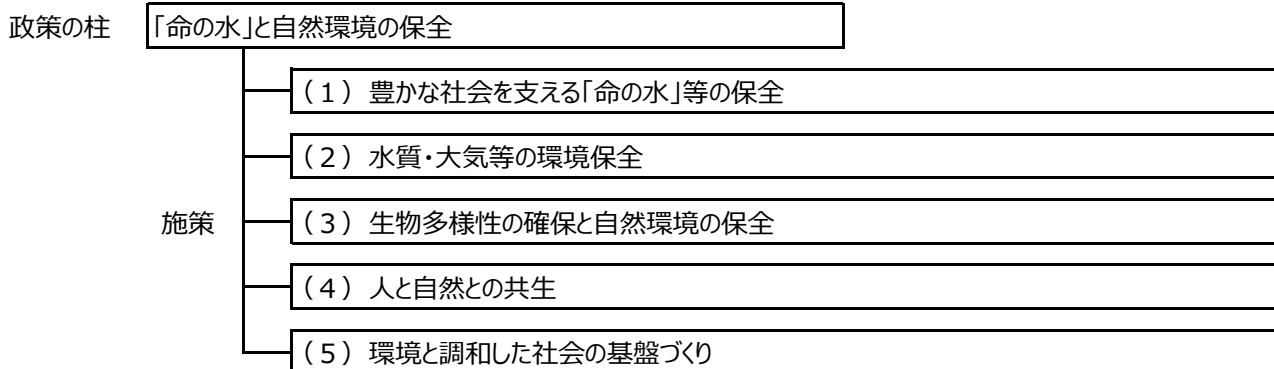 政策の柱 「命の水」と自然環境の保全
（１）豊かな社会を支える「命の水」等の保全
（２）水質・大気等の環境保全
施策 （３）生物多様性の確保と自然環境の保全
（４）人と自然との共生
（５）環境と調和した社会の基盤づくり